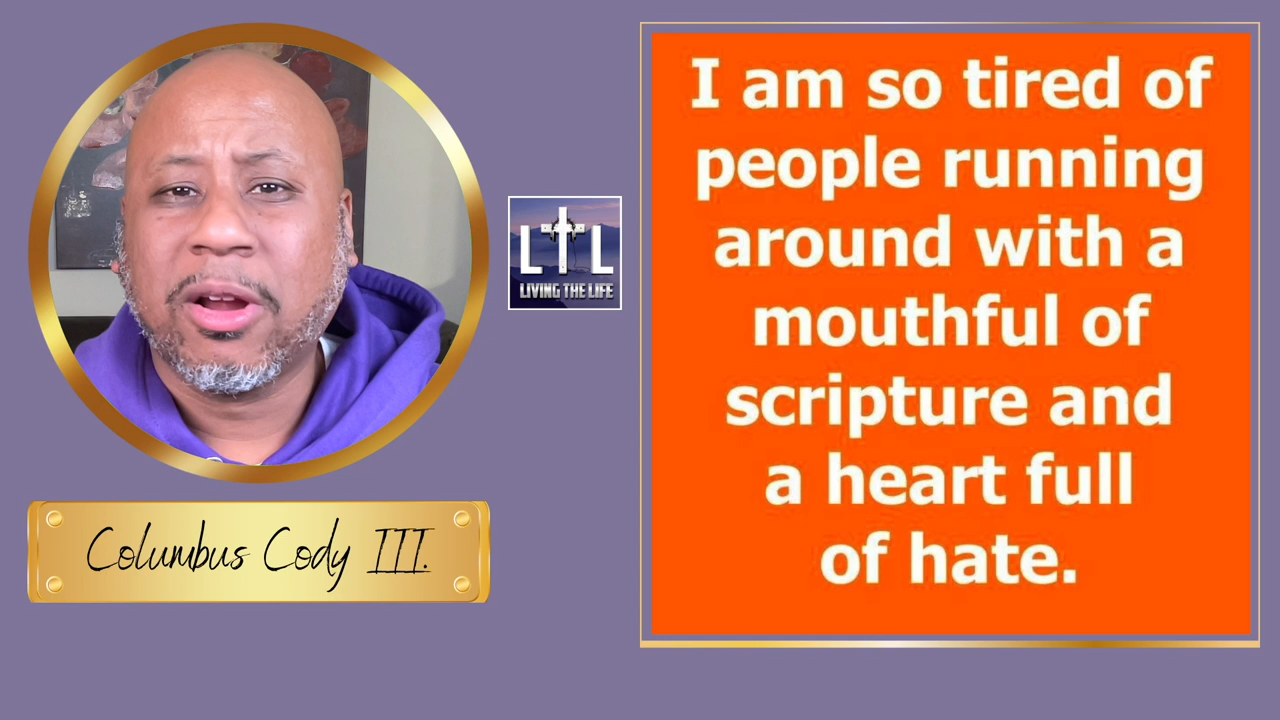 Columbus Cody III.
LTL
LIVING THE LIFE
I am so tired of
people running
around with a
mouthful of
scripture and
a heart full
of hate.